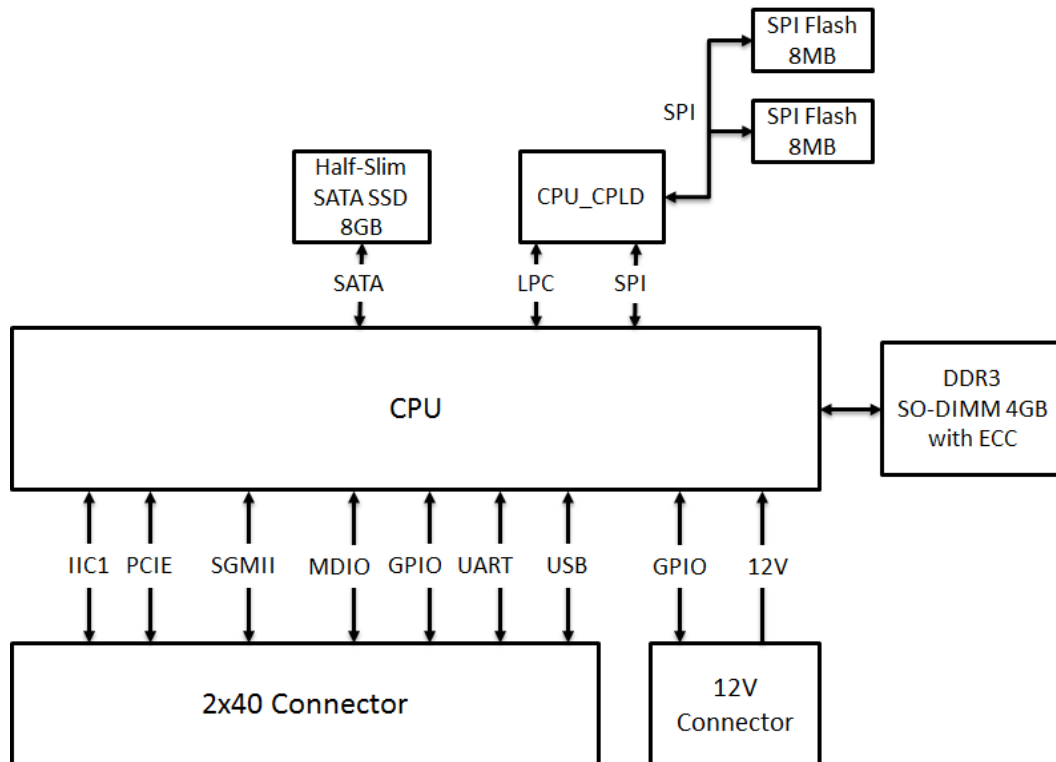 SPI Flash
8MB
SPI
SPI Flash
8MB
Half-Slim
SATA SSD
8GB
CPU_CPLD
SATA
LPC
SPI
CPU
DDR3
SO-DIMM 4GB
with ECC
IIC1
PCIE
SGMII
MDIO
GPIO
UART
USB
GPIO
12V
2x40 Connector
12V
Connector